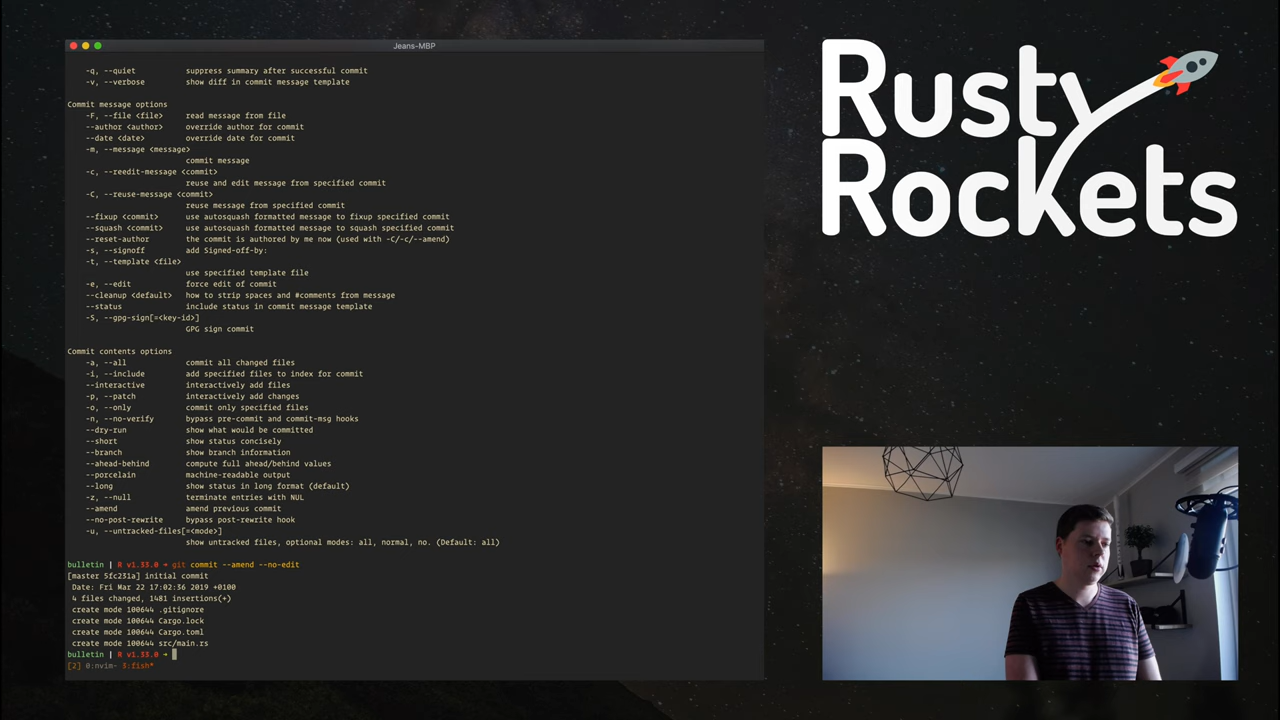 Jeans-MBP
-q, --quiet suppress summary after successful commit
-v, --verbose show diff in commit message template
Commit message options
-F, --file <file> read message from file
--author <author> override author for commit
--date <date> override date for commit
-m, --message <message>
commit message
-c, --reedit-message <commit>
reuse and edit message from specified commit
-C, --reuse-message <commit>
reuse message from specified commit
--fixup <commit> use autosquash formatted message to fixup specified commit
--squash <commit> use autosquash formatted message to squash specified commit
--reset-author the commit is authored by me now (used with -C/-c/--amend)
-s, --signoff add Signed-off-by:
-t, --template <file>
use specified template file
-e, --edit force edit of commit
--cleanup <default> how to strip spaces and #comments from message
--status include status in commit message template
-S, --gpg-sign[=<key-id>]
GPG sign commit
Commit contents options
-a, --all commit all changed files
-i, --include add specified files to index for commit
--interactive interactively add files
-p, --patch interactively add changes
-o, --only commit only specified files
-n, --no-verify bypass pre-commit and commit-msg hooks
--dry-run show what would be committed
--short show status concisely
--branch show branch information
--ahead-behind compute full ahead/behind values
--porcelain machine-readable output
--long show status in long format (default)
-z, --null terminate entries with NUL
--amend amend previous commit
--no-post-rewrite bypass post-rewrite hook
-u, --untracked-files[=<mode>]
show untracked files, optional modes: all, normal, no. (Default: all)
bulletin | R v1.33.0 → git commit --amend --no-edit
[master 5fc231a] initial commit
Date: Fri Mar 22 17:02:36 2019 +0100
4 files changed, 1481 insertions(+)
create mode 100644 .gitignore
create mode 100644 Cargo.lock
create mode 100644 Cargo.toml
create mode 100644 src/main.rs
bulletin | R v1.33.0 →
[2] 0:nvim- 3:fish*
Rusty
Rockets